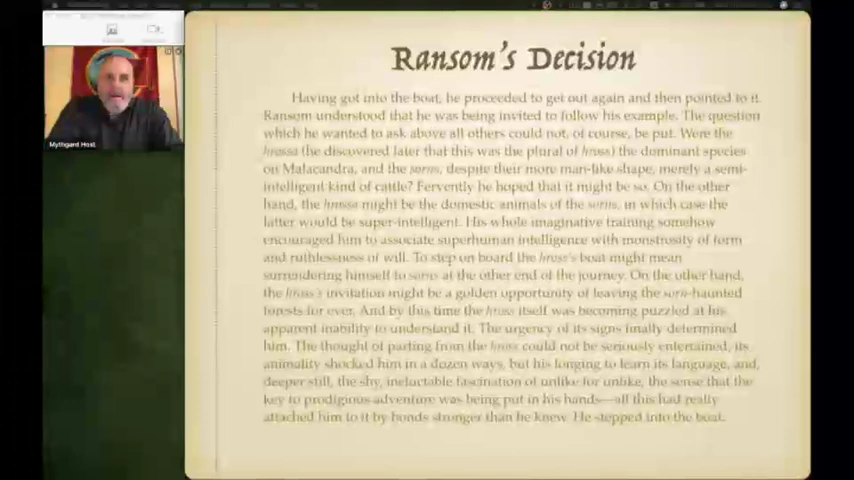 Ransom's Decision
Having got into the boat, he proceeded to get out again and then pointed to it.
Ransom understood that he was being invited to follow his example. The question
which he wanted to ask above all others could not, of course, be put. Were the
hrossa (he discovered later that this was the plural of hross) the dominant species
on Malacandra, and the sorns, despite their more man-like shape, merely a semi-
intelligent kind of cattle? Fervently he hoped that it might be so. On the other
hand, the hrossa might be the domestic animals of the sorns, in which case the
latter would be super-intelligent. His whole imaginative training somehow
encouraged him to associate superhuman intelligence with monstrosity of form
and ruthlessness of will. To step on board the hross's boat might mean
surrendering himself to sorns at the other end of the journey. On the other hand,
the hross's invitation might be a golden opportunity of leaving the sorn-haunted
forests for ever. And by this time the hross itself was becoming puzzled at his
apparent inability to understand it. The urgency of its signs finally determined
him. The thought of parting from the hross could not be seriously entertained, its
animality shocked him in a dozen ways, but his longing to learn its language, and,
deeper still, the shy, ineluctable fascination of unlike for unlike, the sense that the
key to prodigious adventure was being put in his hands—all this had really
attached him to it by bonds stronger than he knew. He stepped into the boat.
Mythgard Host